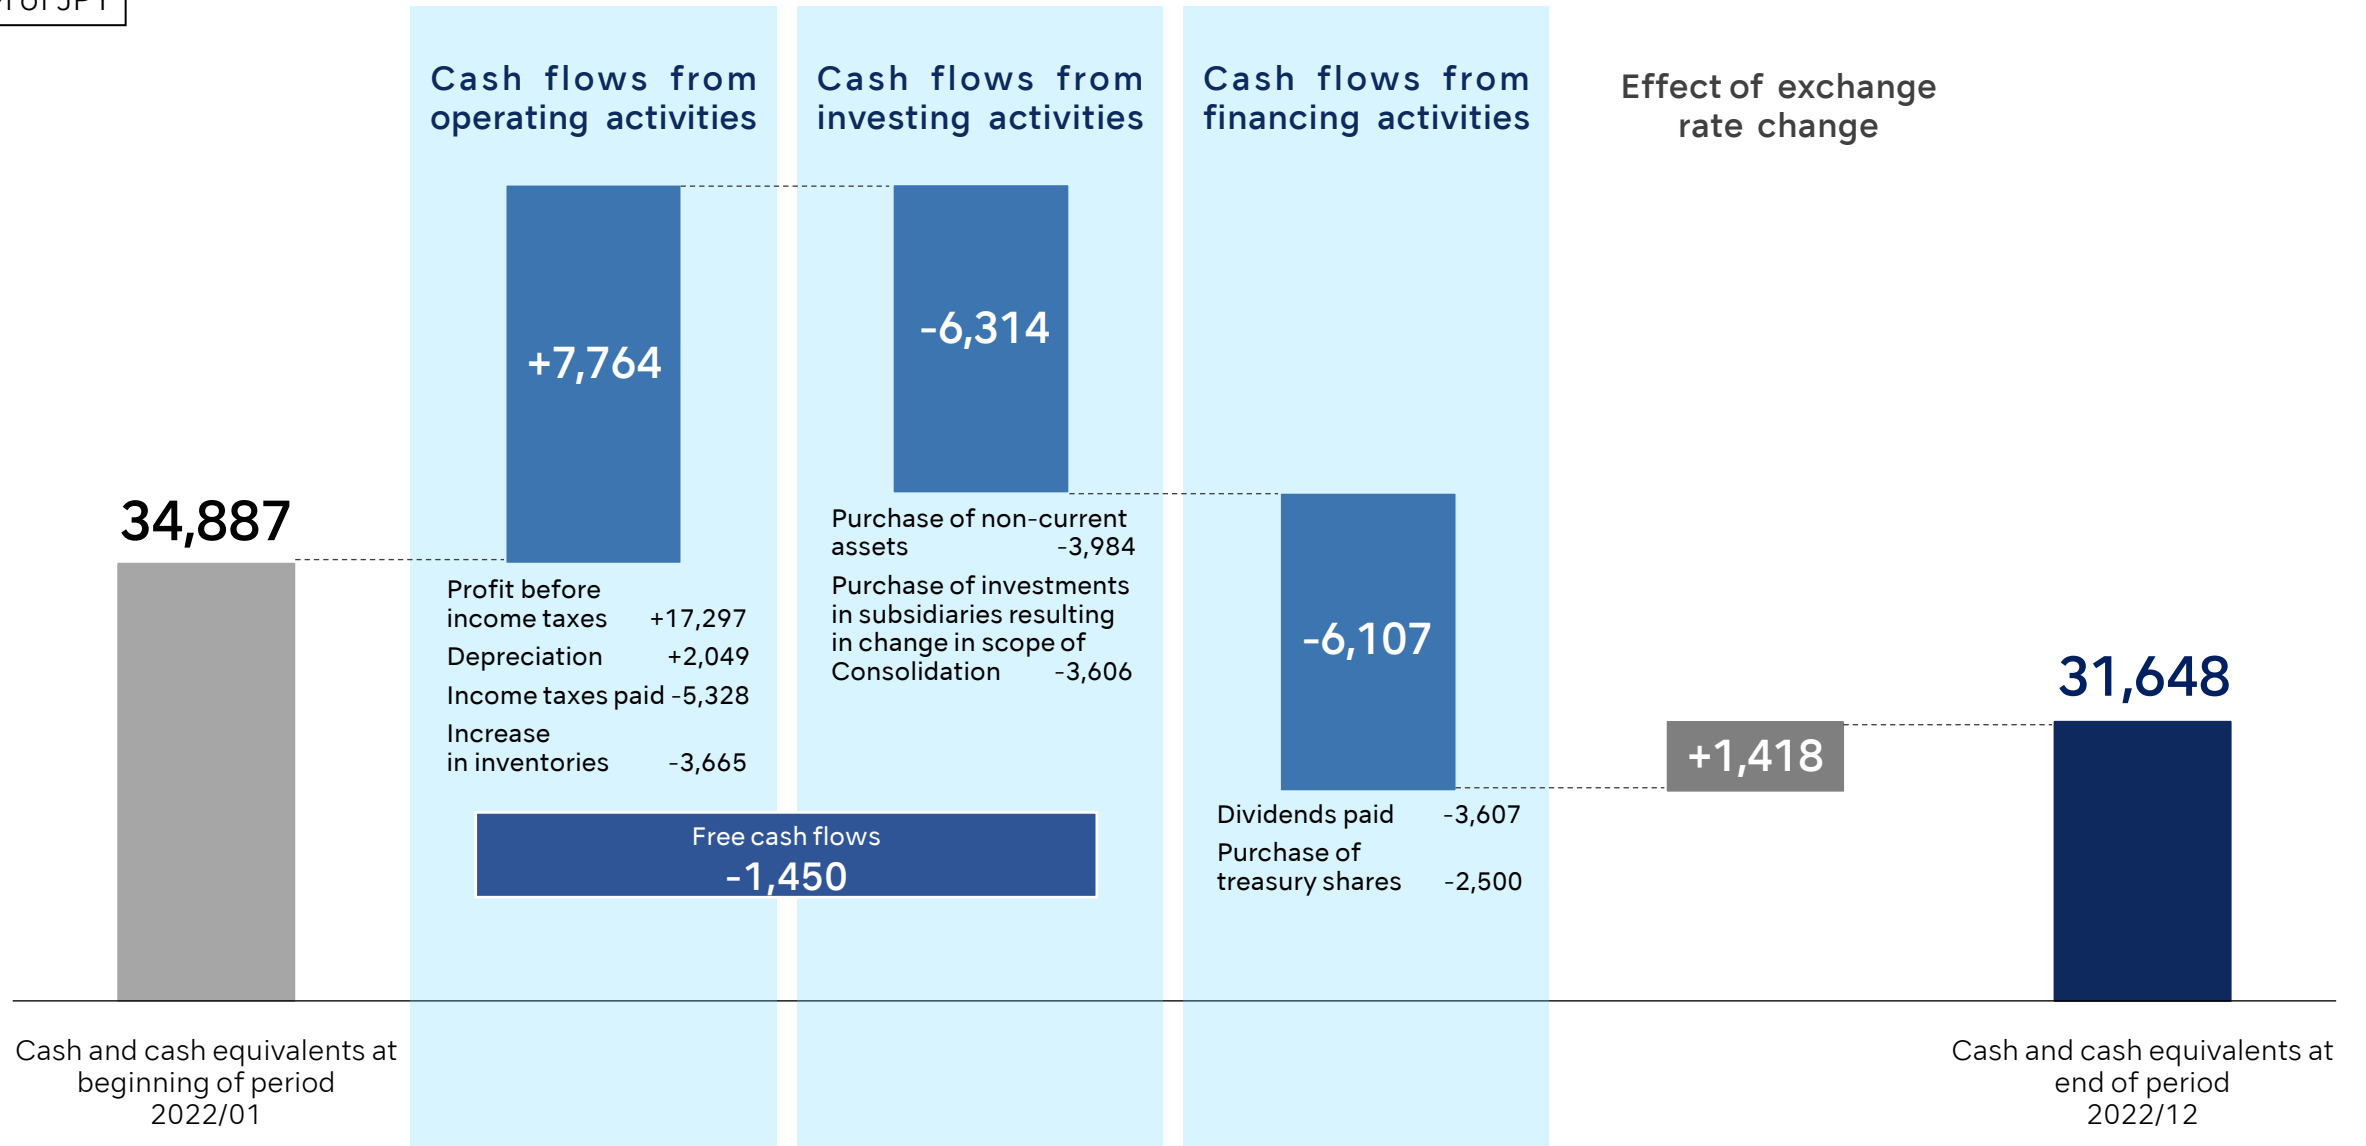 of JPY
Cash flows from
operating activities
Cash flows from
investing activities
Cash flows from
financing activities
Effect of exchange
rate change
34,887
+7,764
-6,314
-6,107
+1,418
31,648
Profit before
income taxes +17,297
Depreciation +2,049
Income taxes paid -5,328
Increase
in inventories -3,665
Purchase of non-current
assets -3,984
Purchase of investments
in subsidiaries resulting
in change in scope of
Consolidation -3,606
Free cash flows
-1,450
Dividends paid -3,607
Purchase of
treasury shares -2,500
Cash and cash equivalents at
beginning of period
2022/01
Cash and cash equivalents at
end of period
2022/12